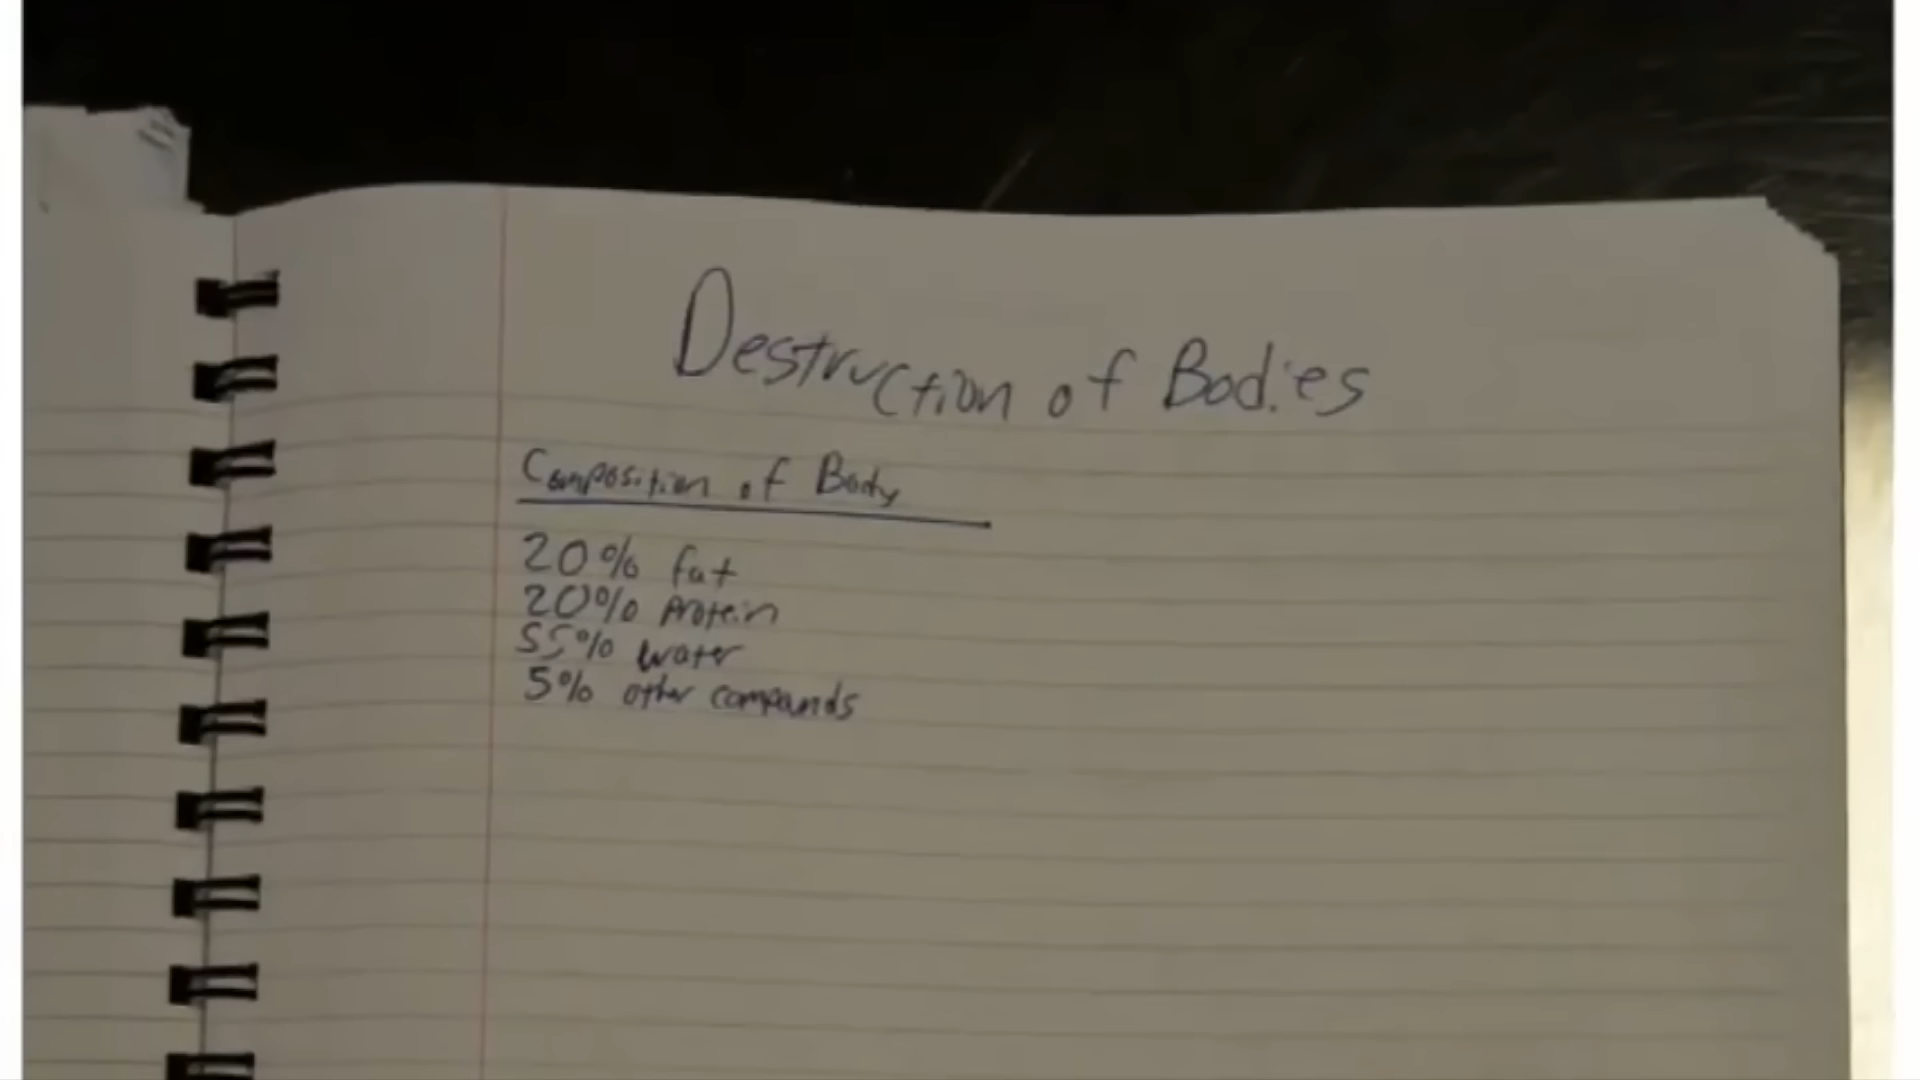 Destruction of Bodies
Composition of Body
20% fat
20% protein
55% water
5% other compounds